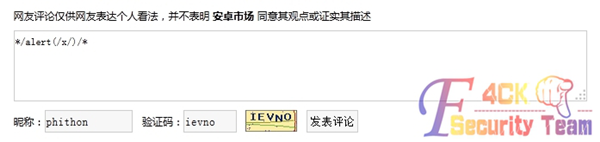 网友评论仅供网友表达个人看法，并不表明 安卓市场 同意其观点或证实其描述
*/alert(/x/)/*
昵称：phithon 验证码：ievno IEVNO 发表评论
F4CK
Security Team